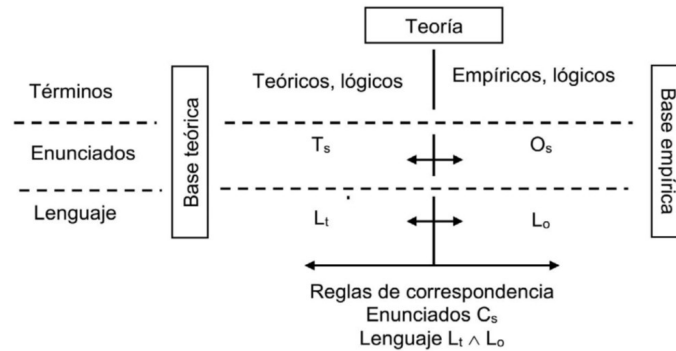 Teoría
Términos
Base teórica
Teóricos, lógicos
Empíricos, lógicos
Base empírica
Enunciados
Tₛ
Oₛ
Lenguaje
Lₜ
Lₒ
Reglas de correspondencia
Enunciados Cₛ
Lenguaje Lₜ ∧ Lₒ